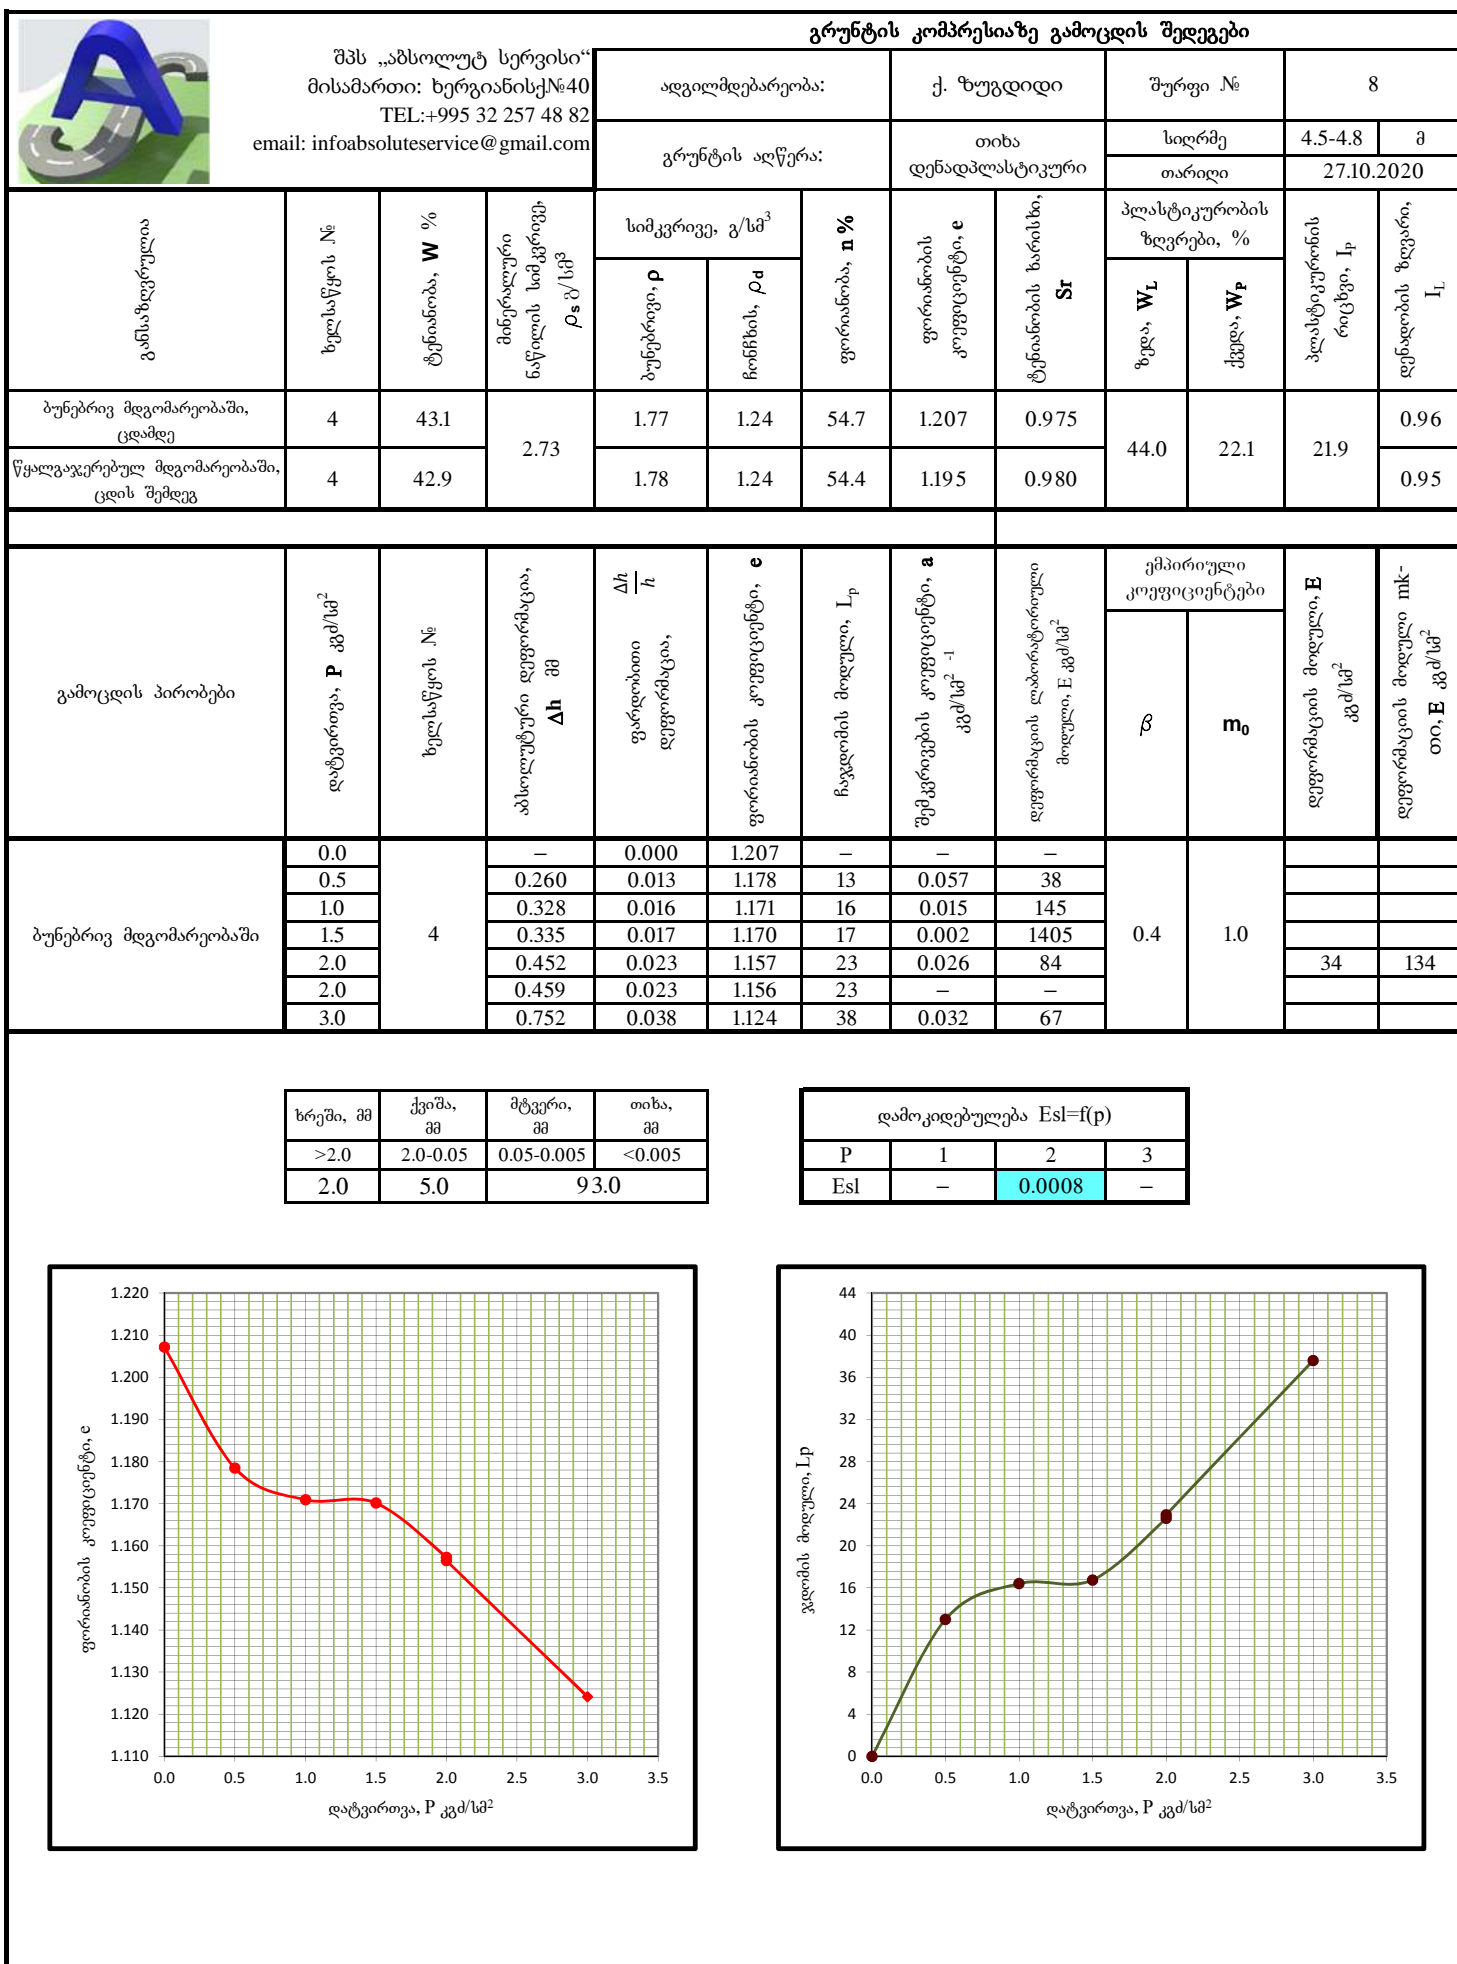 გრუნტის კომპრესიაზე გამოცდის შედეგები
შპს „აბსოლუტ სერვისი“
მისამართი: ხერგიანისქ№40
TEL:+995 32 257 48 82
email: infoabsoluteservice@gmail.com
ადგილმდებარეობა: ქ. ზუგდიდი შურფი № 8
გრუნტის აღწერა: თიხა დენადპლასტიკური
სიღრმე 4.5-4.8 მ
თარიღი 27.10.2020
განსაზღვრულია
ხელსაწყოს №
ტენიანობა, W %
მინერალური ნაწილის სიმკვრივე, ρs გ/სმ³
სიმკვრივე, გ/სმ³
ბუნებრივი, ρ
ჩონჩხის, ρd
ფორიანობა, n %
ფორიანობის კოეფიციენტი, e
ტენიანობის ხარისხი, Sr
პლასტიკურობის ზღვრები, %
ზედა, WL
ქვედა, WP
პლასტიკურონის რიცხვი, IP
დენადობის ზღვარი, IL
ბუნებრივ მდგომარეობაში, ცდამდე 4 43.1 2.73 1.77 1.24 54.7 1.207 0.975 44.0 22.1 21.9 0.96
წყალგაჯერებულ მდგომარეობაში, ცდის შემდეგ 4 42.9 1.78 1.24 54.4 1.195 0.980 0.95
გამოცდის პირობები
დატვირთვა, P კგძ/სმ²
ხელსაწყოს №
აბსოლუტური დეფორმაცია, Δh მმ
ფარდობითი დეფორმაცია, Δh/h
ფორიანობის კოეფიციენტი, e
ჩაჯდომის მოდული, Lp
შემკვრივების კოეფიციენტი, a კგძ/სმ² ⁻¹
დეფორმაციის ლაბორატორიული მოდული, E კგძ/სმ²
ემპირიული კოეფიციენტები
β
m₀
დეფორმაციის მოდული, E კგძ/სმ²
დეფორმაციის მოდული mk-თი, E კგძ/სმ²
ბუნებრივ მდგომარეობაში 4 0.4 1.0
0.0 – 0.000 1.207 – – –
0.5 0.260 0.013 1.178 13 0.057 38
1.0 0.328 0.016 1.171 16 0.015 145
1.5 0.335 0.017 1.170 17 0.002 1405
2.0 0.452 0.023 1.157 23 0.026 84 34 134
2.0 0.459 0.023 1.156 23 – –
3.0 0.752 0.038 1.124 38 0.032 67
ხრეში, მმ ქვიშა, მმ მტვერი, მმ თიხა, მმ
>2.0 2.0-0.05 0.05-0.005 <0.005
2.0 5.0 93.0
დამოკიდებულება Esl=f(p)
P 1 2 3
Esl – 0.0008 –
ფორიანობის კოეფიციენტი, e
1.220
1.210
1.200
1.190
1.180
1.170
1.160
1.150
1.140
1.130
1.120
1.110
0.0 0.5 1.0 1.5 2.0 2.5 3.0 3.5
დატვირთვა, P კგძ/სმ²
ჯდომის მოდული, Lp
44
40
36
32
28
24
20
16
12
8
4
0
0.0 0.5 1.0 1.5 2.0 2.5 3.0 3.5
დატვირთვა, P კგძ/სმ²